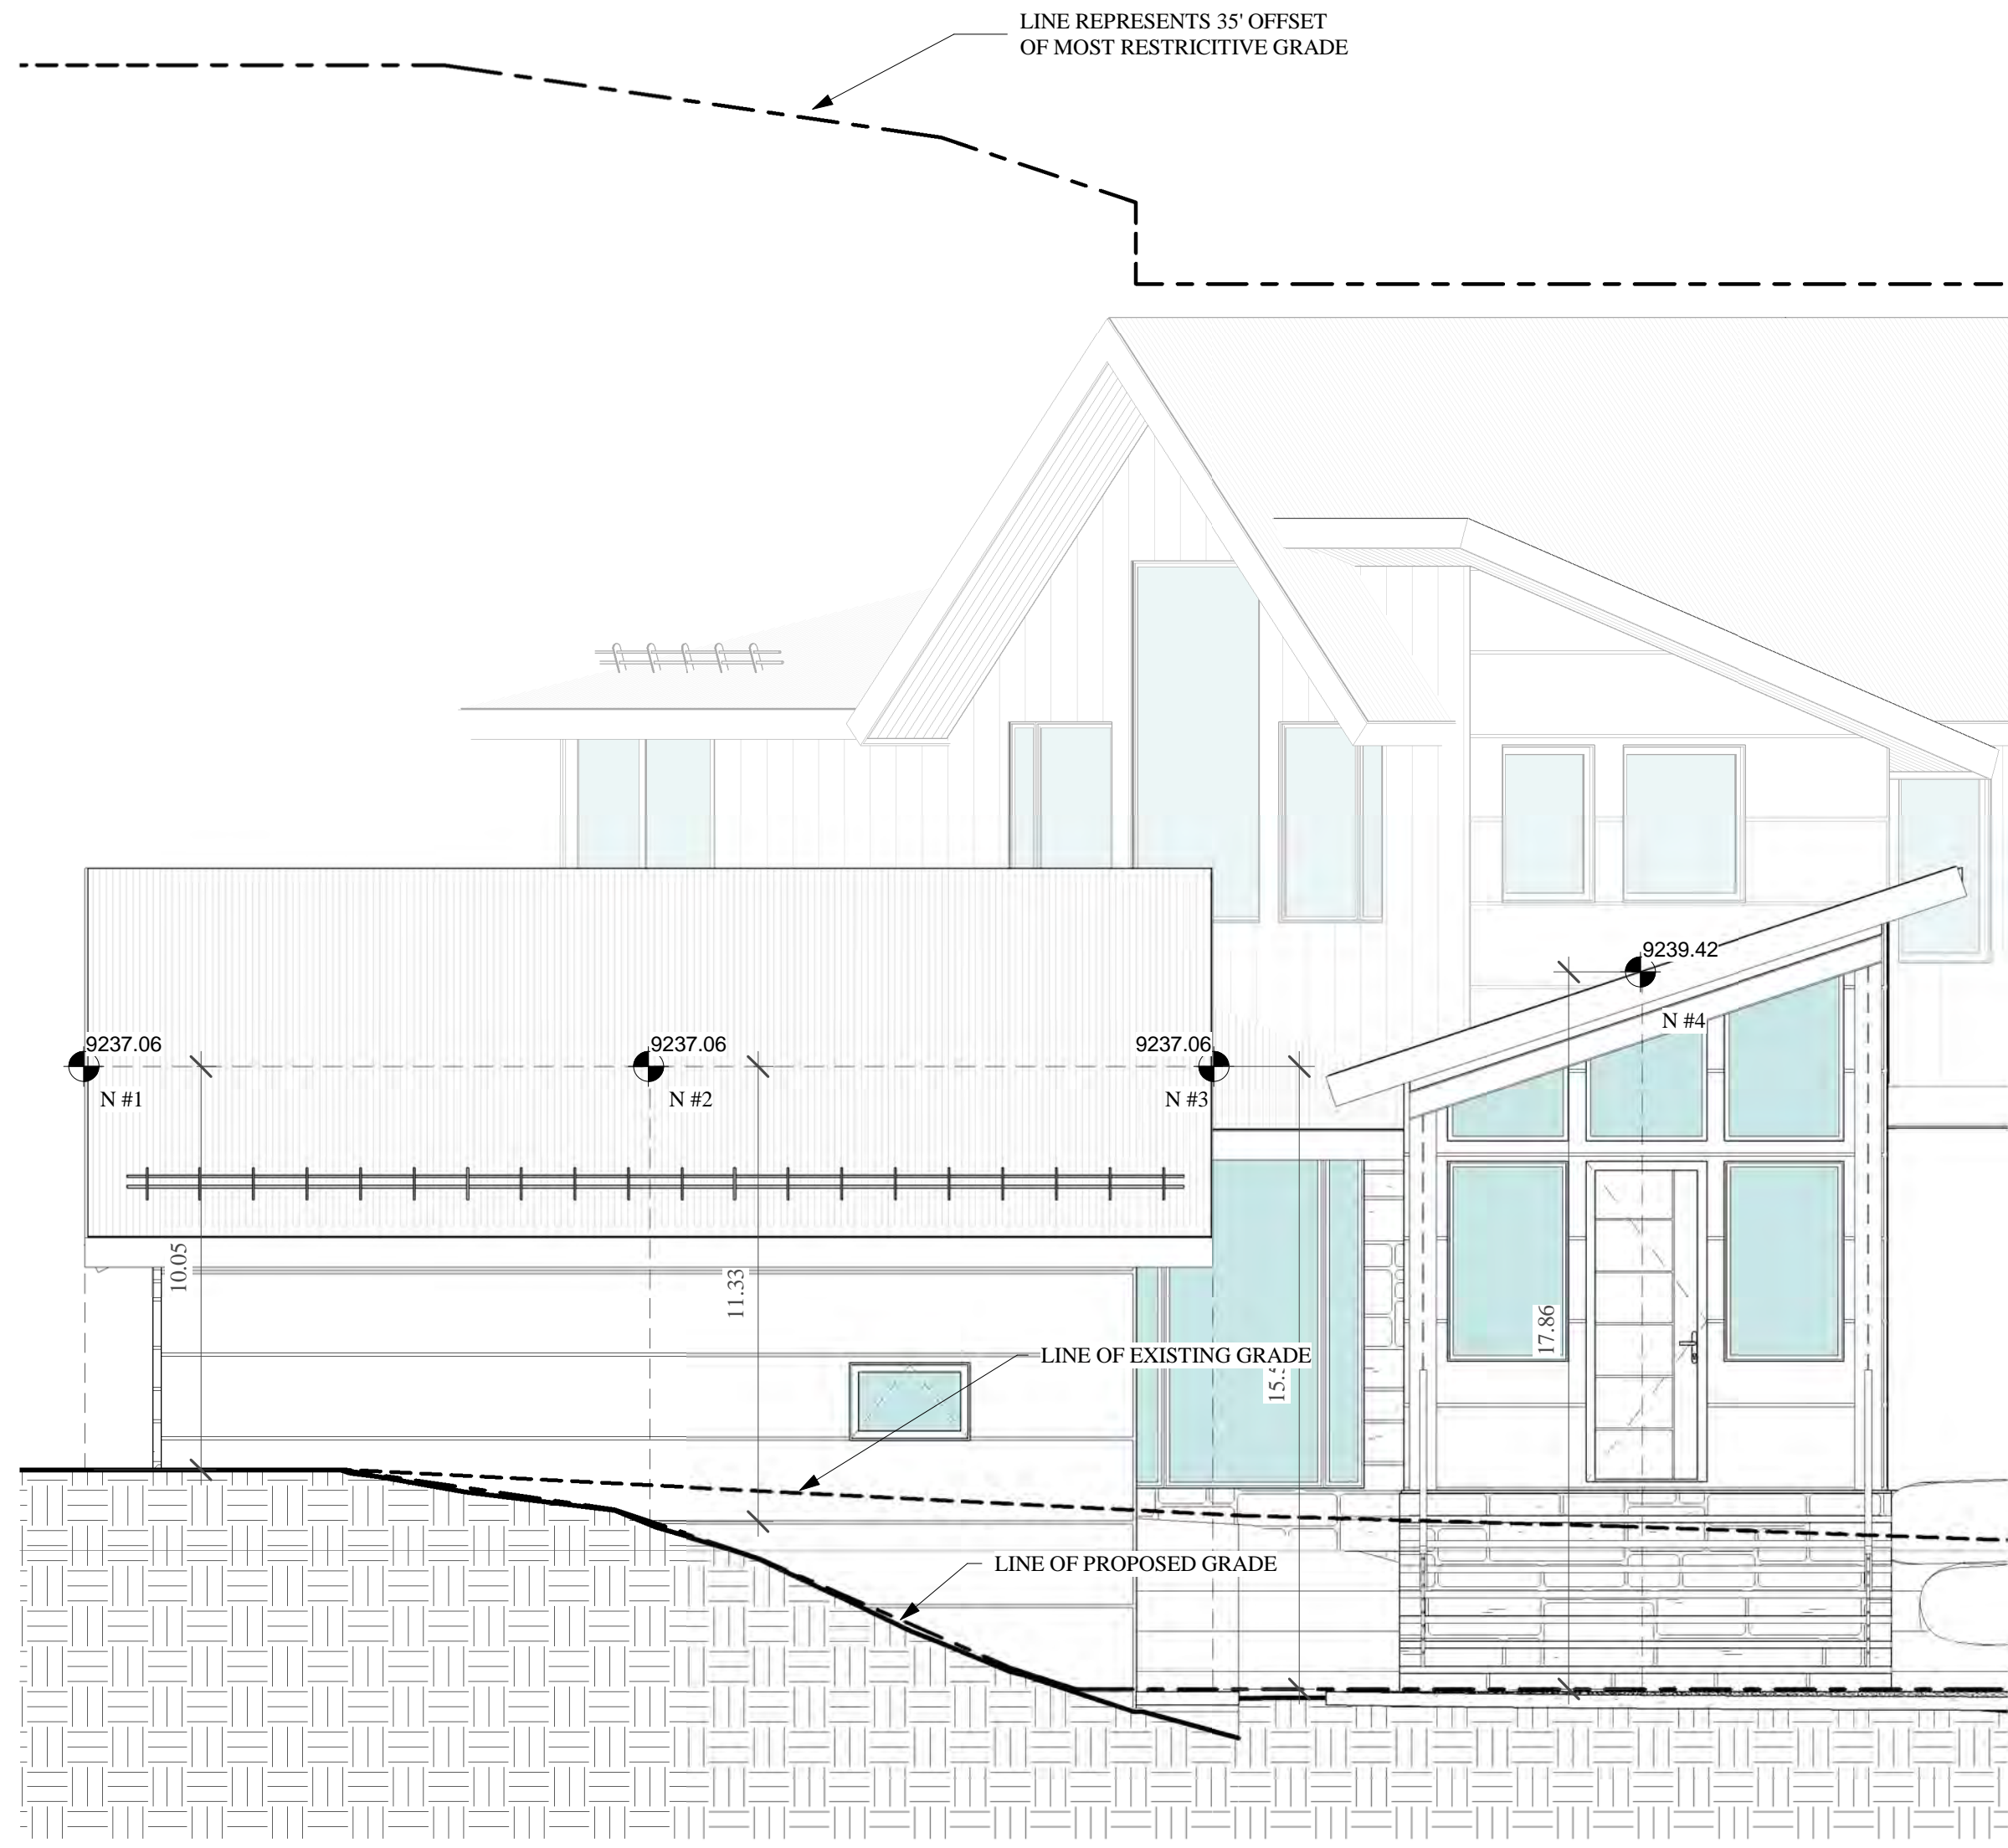 LINE REPRESENTS 35' OFFSET
OF MOST RESTRICITIVE GRADE
9239.42
N #4
9237.06
9237.06
9237.06
N #1
N #2
N #3
10.05
11.33
17.86
LINE OF EXISTING GRADE
LINE OF PROPOSED GRADE